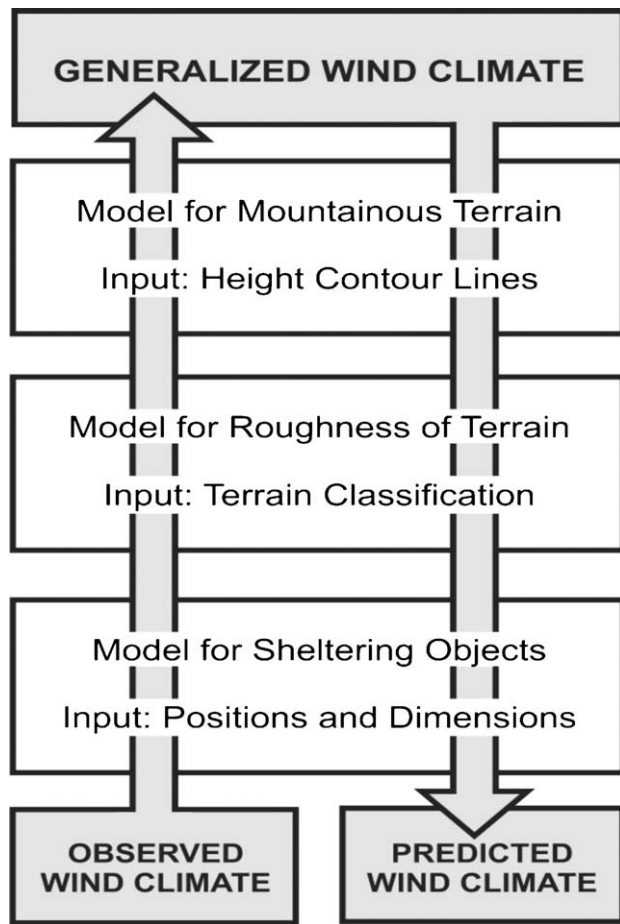 GENERALIZED WIND CLIMATE
Model for Mountainous Terrain
Input: Height Contour Lines
Model for Roughness of Terrain
Input: Terrain Classification
Model for Sheltering Objects
Input: Positions and Dimensions
OBSERVED
WIND CLIMATE
PREDICTED
WIND CLIMATE